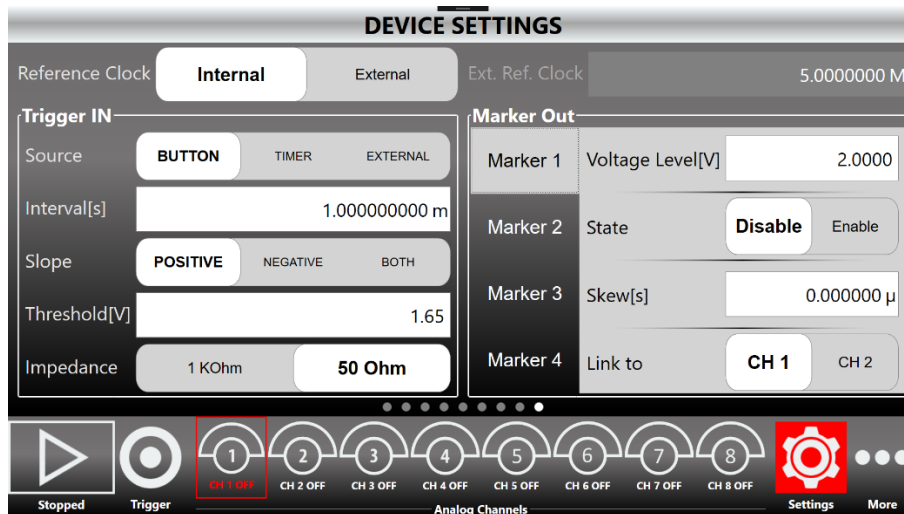 DEVICE SETTINGS
Reference Clock Internal External Ext. Ref. Clock 5.0000000 M
Trigger IN
Source BUTTON TIMER EXTERNAL
Interval[s] 1.000000000 m
Slope POSITIVE NEGATIVE BOTH
Threshold[V] 1.65
Impedance 1 KOhm 50 Ohm
Marker Out
Marker 1 Voltage Level[V] 2.0000
Marker 2 State Disable Enable
Marker 3 Skew[s] 0.000000 µ
Marker 4 Link to CH 1 CH 2
1 2 3 4 5 6 7 8
CH 1 OFF CH 2 OFF CH 3 OFF CH 4 OFF CH 5 OFF CH 6 OFF CH 7 OFF CH 8 OFF
Stopped Trigger Analog Channels Settings More